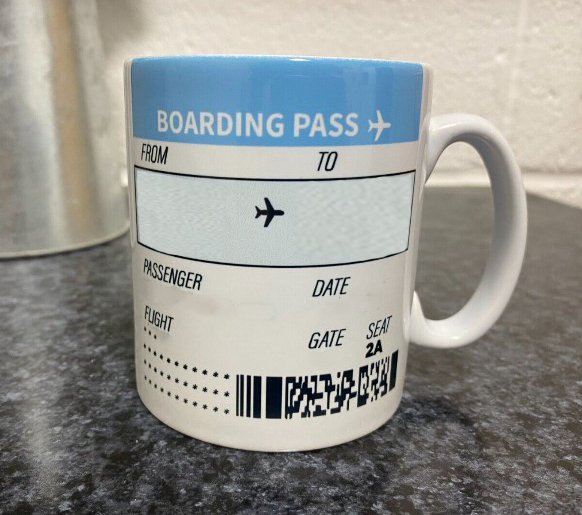 BOARDING PASS
FROM TO
PASSENGER DATE
FLIGHT GATE SEAT
2A